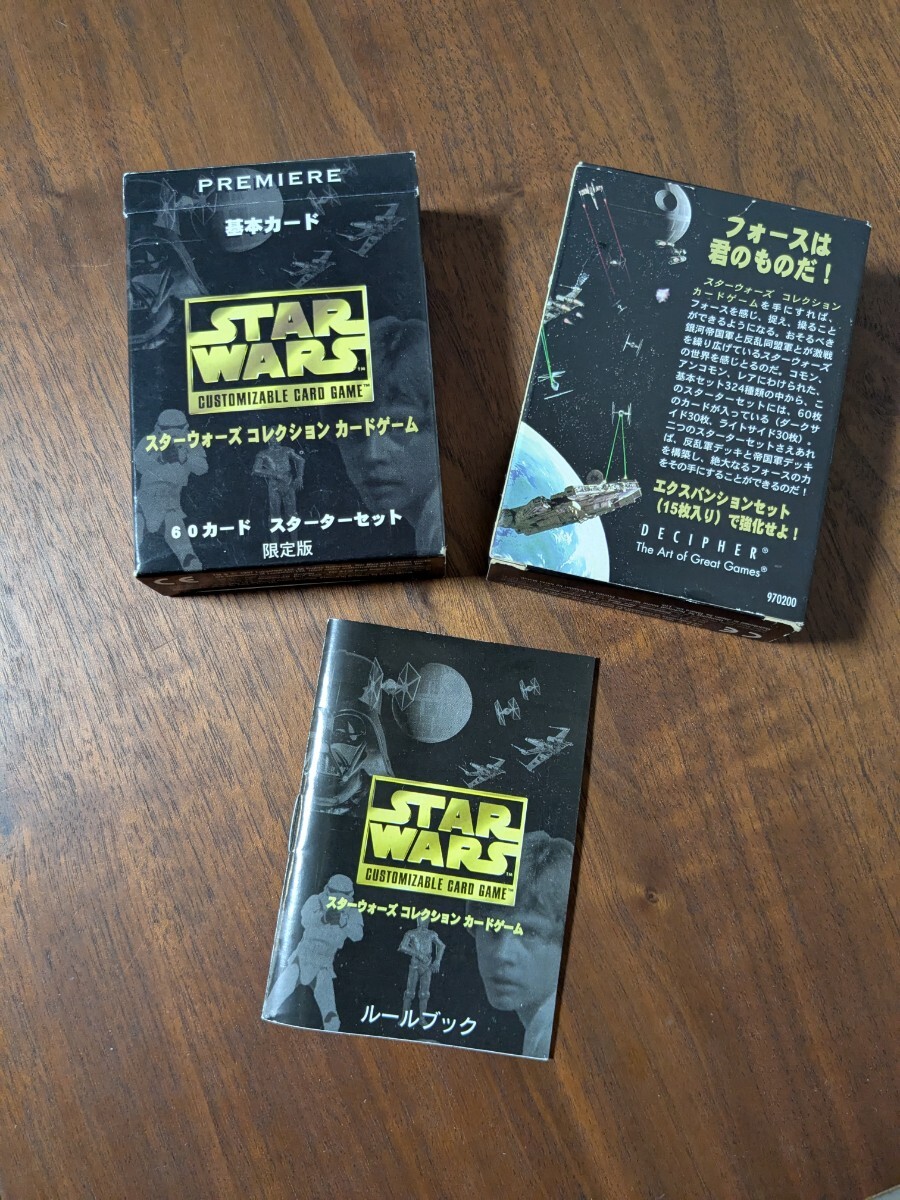 PREMIERE
基本カード
STAR
WARS™
CUSTOMIZABLE CARD GAME™
スターウォーズ コレクション カードゲーム
60カード スターターセット
限定版
CE
フォースは
君のものだ！
スターウォーズ コレクション
カードゲームを手にすれば、
フォースを感じ、捉え、操ること
ができるようになる。おそるべき
銀河帝国軍と反乱同盟軍とが激戦
を繰り広げているスターウォーズ
の世界を感じとるのだ。コモン、
アンコモン、レアにわけられた、
基本セット324種類の中から、こ
のスターターセットには、60枚
のカードが入っている（ダークサ
イド30枚、ライトサイド30枚）。
二つのスターターセットさえあれ
ば、反乱軍デッキと帝国軍デッキ
を構築し、絶大なるフォースの力
をその手にすることができるのだ！
エクスパンションセット
（15枚入り）で強化せよ！
DECIPHER®
The Art of Great Games®
970200
CE
STAR
WARS™
CUSTOMIZABLE CARD GAME™
スターウォーズ コレクション カードゲーム
ルールブック